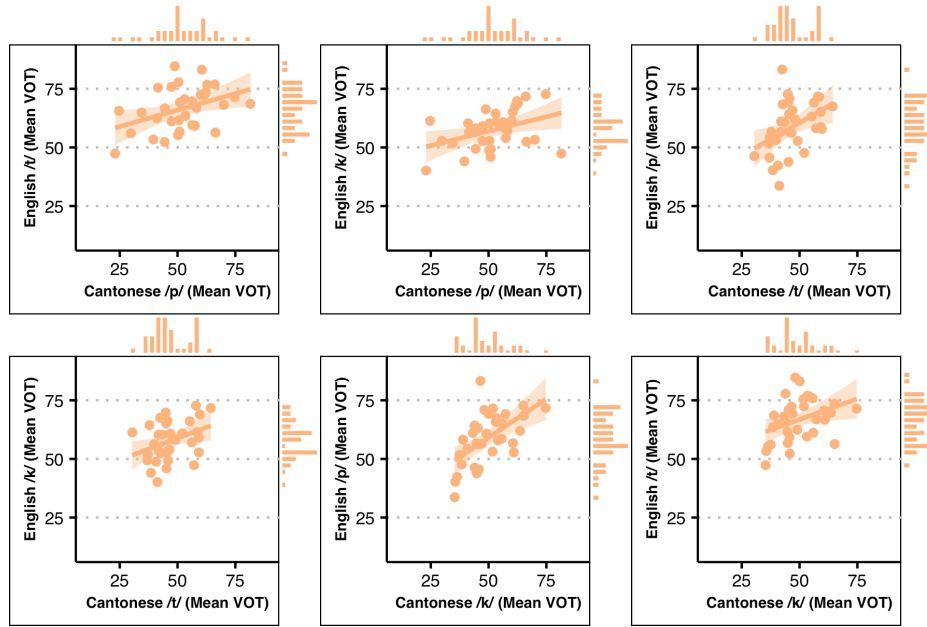 English /t/ (Mean VOT)
75
50
25
25 50 75
Cantonese /p/ (Mean VOT)
English /k/ (Mean VOT)
75
50
25
25 50 75
Cantonese /p/ (Mean VOT)
English /p/ (Mean VOT)
75
50
25
25 50 75
Cantonese /t/ (Mean VOT)
English /k/ (Mean VOT)
75
50
25
25 50 75
Cantonese /t/ (Mean VOT)
English /p/ (Mean VOT)
75
50
25
25 50 75
Cantonese /k/ (Mean VOT)
English /t/ (Mean VOT)
75
50
25
25 50 75
Cantonese /k/ (Mean VOT)